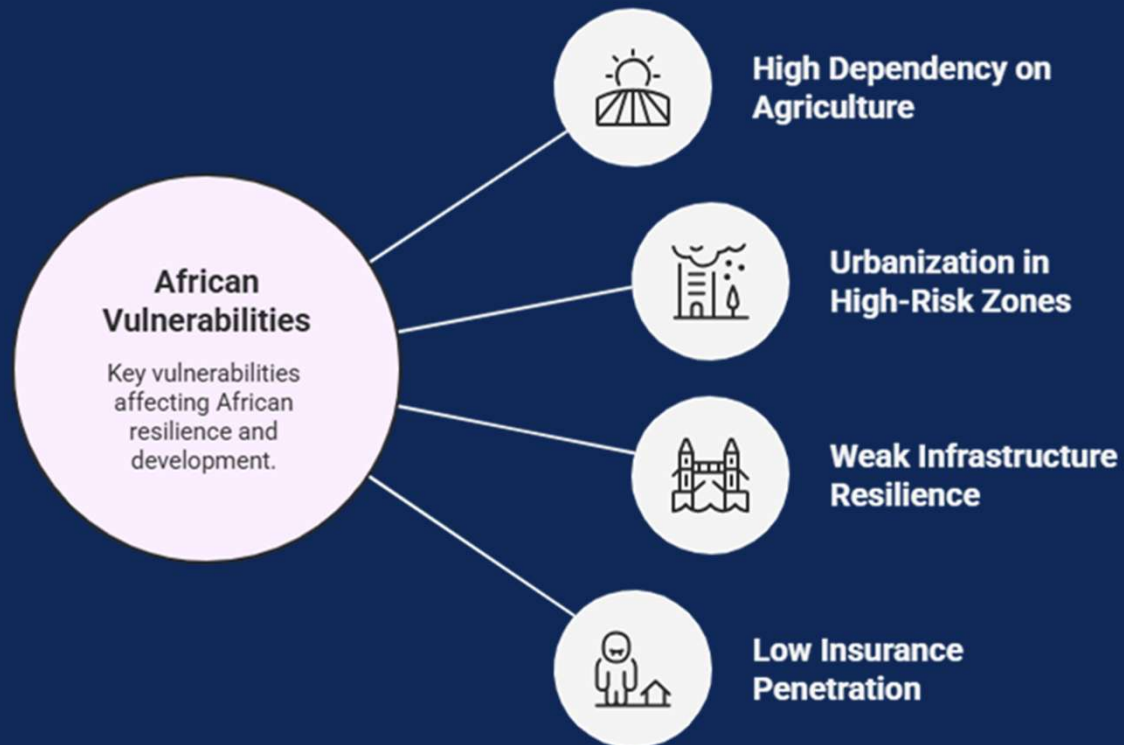 African
Vulnerabilities
Key vulnerabilities
affecting African
resilience and
development.
High Dependency on
Agriculture
Urbanization in
High-Risk Zones
Weak Infrastructure
Resilience
Low Insurance
Penetration